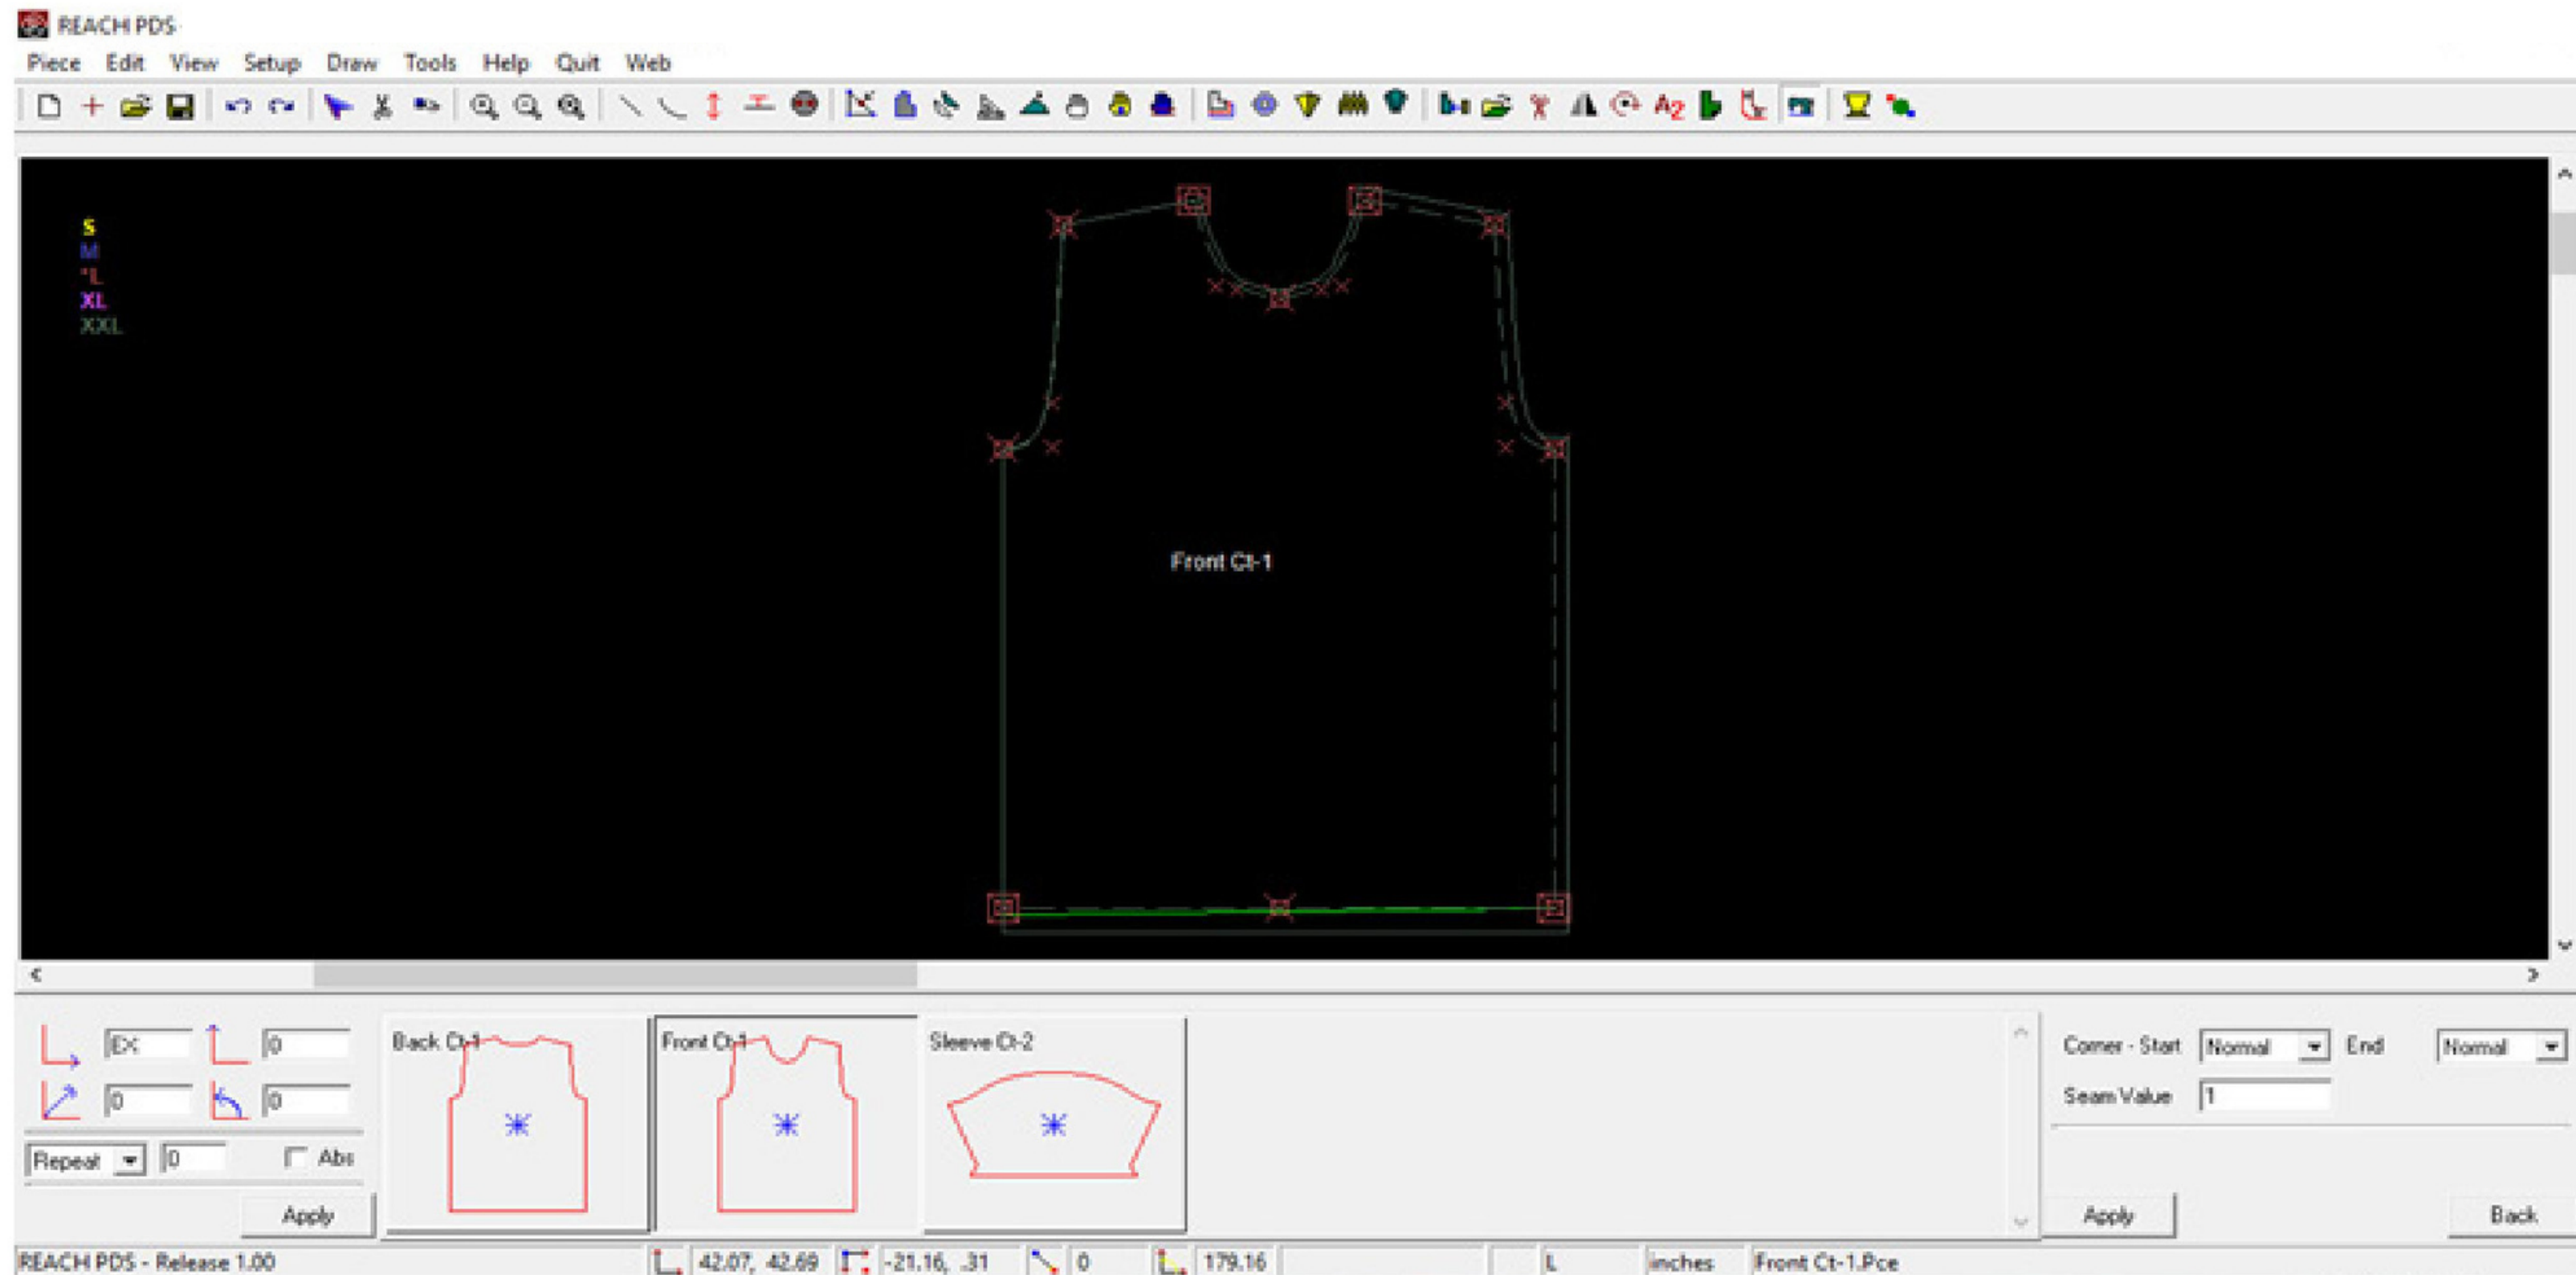 REACH PDS
Piece Edit View Setup Draw Tools Help Quit Web
S
M
*L
XL
XXL
Front Ct-1
EX 0
0 0
Repeat 0 Abs
Apply
Back Ct-1
Front Ct-1
Sleeve Ct-2
Corner - Start Normal End Normal
Seam Value 1
Apply Back
REACH PDS - Release 1.00 42.07, 42.69 -21.16, .31 0 179.16 L inches Front Ct-1.Pce